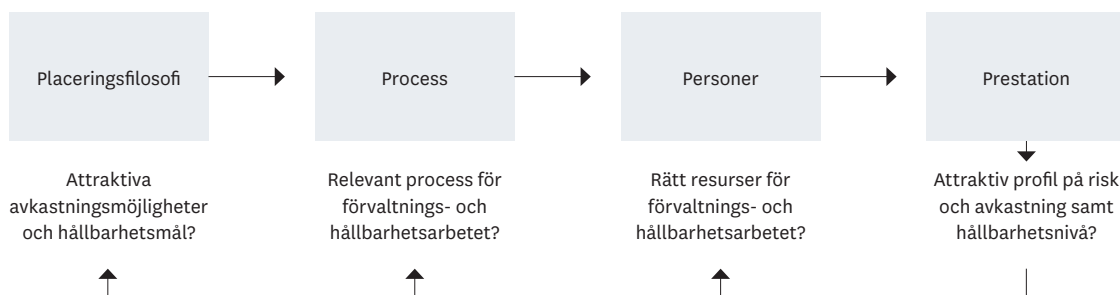 Placeringsfilosofi
Process
Personer
Prestation
Attraktiva
avkastningsmöjligheter
och hållbarhetsmål?
Relevant process för
förvaltnings- och
hållbarhetsarbetet?
Rätt resurser för
förvaltnings- och
hållbarhetsarbetet?
Attraktiv profil på risk
och avkastning samt
hållbarhetsnivå?